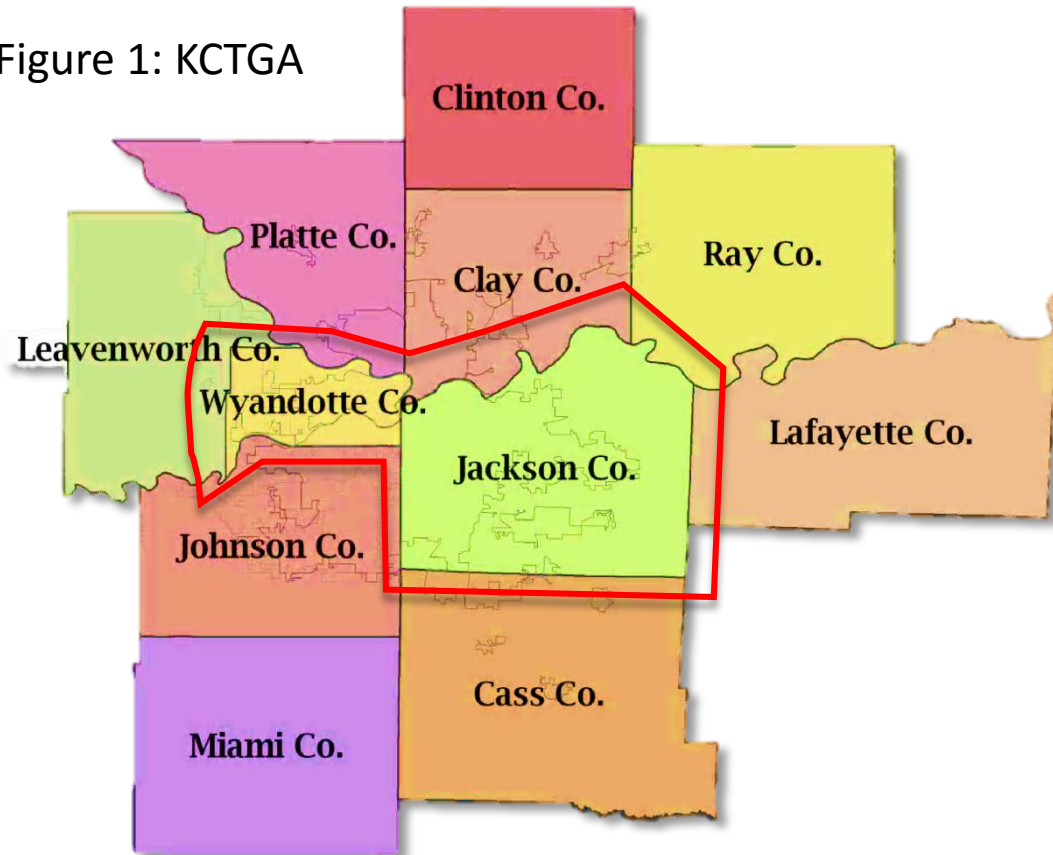 Figure 1: KCTGA
Clinton Co.
Platte Co.
Clay Co.
Ray Co.
Leavenworth Co.
Wyandotte Co.
Jackson Co.
Lafayette Co.
Johnson Co.
Cass Co.
Miami Co.